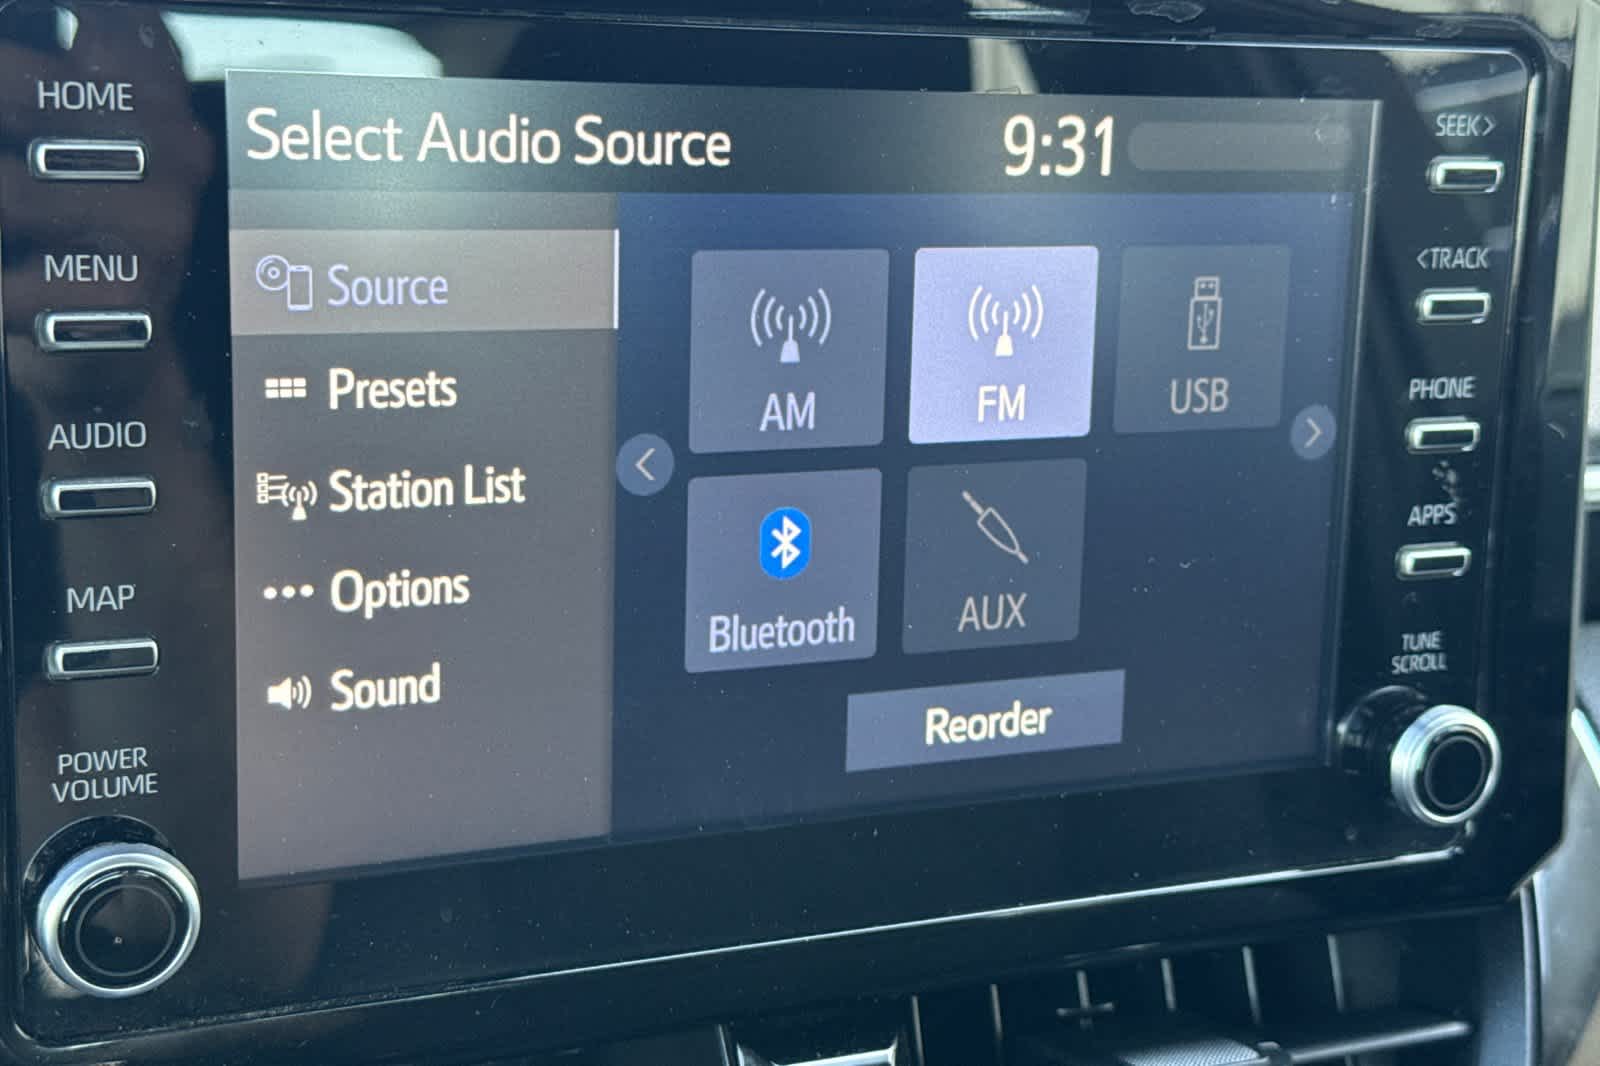 HOME
MENU
AUDIO
MAP
POWER
VOLUME
Select Audio Source
9:31
Source
Presets
Station List
Options
Sound
AM
FM
USB
Bluetooth
AUX
Reorder
SEEK>
<TRACK
PHONE
APPS
TUNE
SCROLL